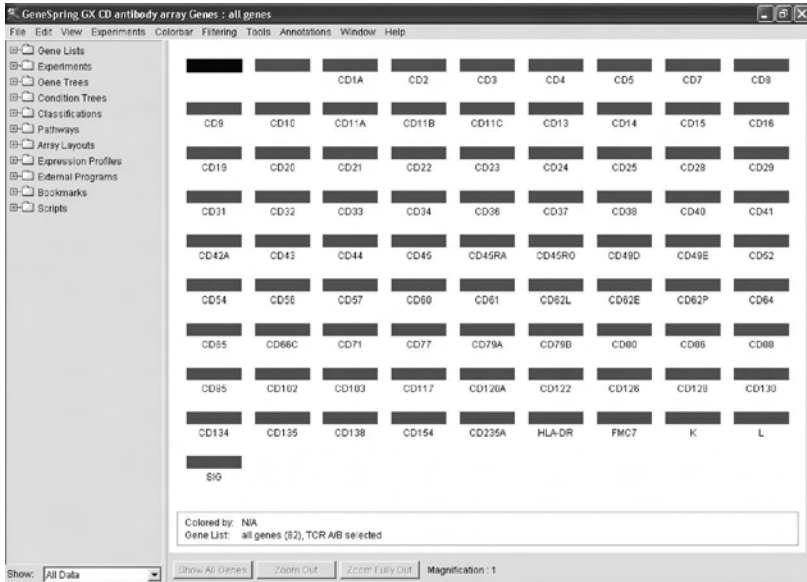 GeneSpring GX CD antibody array Genes : all genes
File Edit View Experiments Colorbar Filtering Tools Annotations Window Help
Gene Lists
Experiments
Gene Trees
Condition Trees
Classifications
Pathways
Array Layouts
Expression Profiles
External Programs
Bookmarks
Scripts
CD1A CD2 CD3 CD4 CD5 CD7 CD8
CD9 CD10 CD11A CD11B CD11C CD13 CD14 CD15 CD16
CD19 CD20 CD21 CD22 CD23 CD24 CD25 CD28 CD29
CD31 CD32 CD33 CD34 CD36 CD37 CD38 CD40 CD41
CD42A CD43 CD44 CD45 CD45RA CD45RO CD49D CD49E CD52
CD54 CD56 CD57 CD60 CD61 CD62L CD62E CD62P CD64
CD65 CD66C CD71 CD77 CD79A CD79B CD80 CD86 CD88
CD95 CD102 CD103 CD117 CD120A CD122 CD126 CD128 CD130
CD134 CD135 CD138 CD154 CD235A HLA-DR FMC7 K L
SIG
Colored by: N/A
Gene List: all genes (82), TCR A/B selected
Show: All Data
Show All Genes Zoom Out Zoom Fully Out Magnification : 1